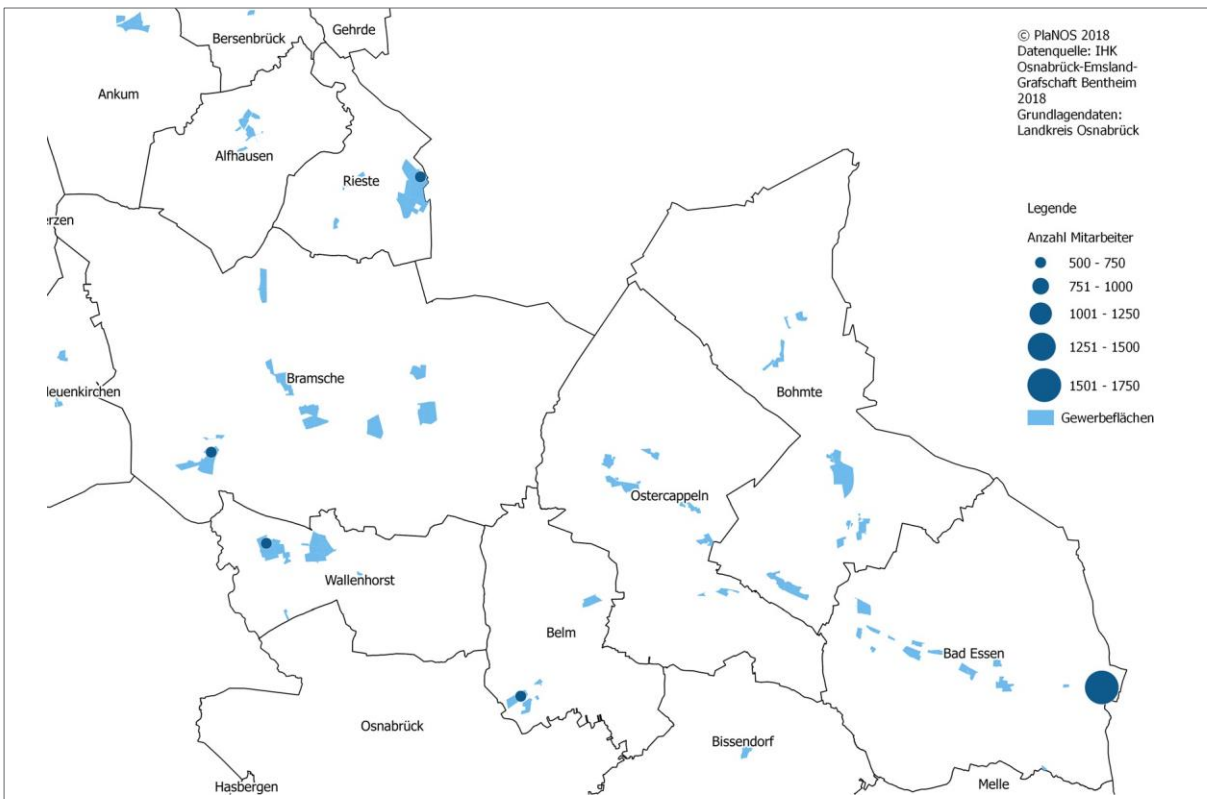 Gehrde
Bersenbrück
Ankum
Alfhausen
Rieste
erzen
Bramsche
Neuenkirchen
Bohmte
Ostercappeln
Wallenhorst
Belm
Bad Essen
Osnabrück
Bissendorf
Hasbergen
Melle
© PlaNOS 2018
Datenquelle: IHK
Osnabrück-Emsland-
Grafschaft Bentheim
2018
Grundlagendaten:
Landkreis Osnabrück
Legende
Anzahl Mitarbeiter
500 - 750
751 - 1000
1001 - 1250
1251 - 1500
1501 - 1750
Gewerbeflächen